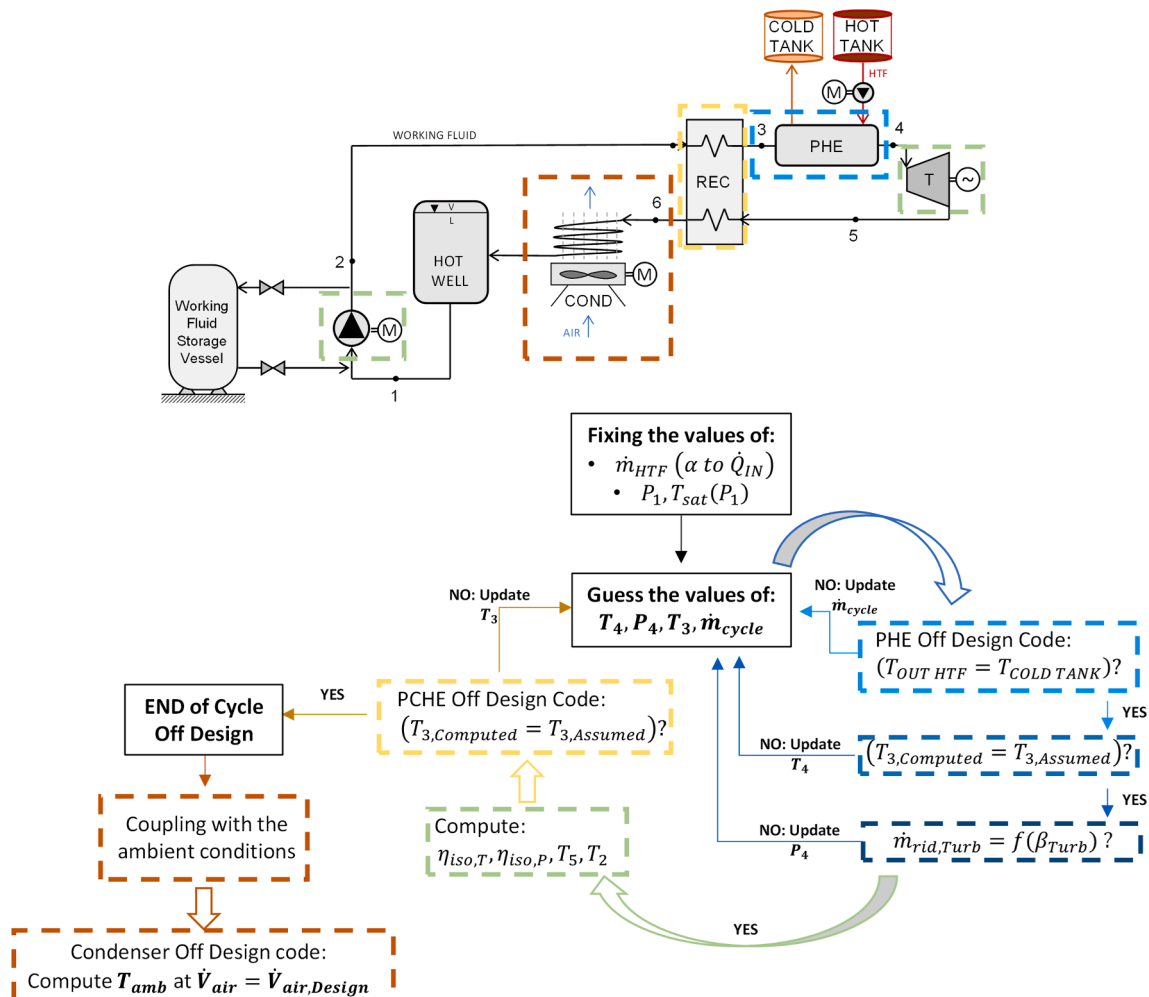 COLD
TANK
HOT
TANK
HTF
M
WORKING FLUID
3
PHE
4
REC
T
~
6
5
V
L
HOT
WELL
2
M
COND
AIR
Working
Fluid
Storage
Vessel
M
1
Fixing the values of:
• ṁ_HTF (α to Q̇_IN)
• P_1, T_sat(P_1)
NO: Update
T_3
Guess the values of:
T_4, P_4, T_3, ṁ_cycle
NO: Update
ṁ_cycle
PHE Off Design Code:
(T_OUT HTF = T_COLD TANK)?
YES
PCHE Off Design Code:
(T_3,Computed = T_3,Assumed)?
YES
END of Cycle
Off Design
NO: Update
T_4
(T_3,Computed = T_3,Assumed)?
YES
NO: Update
P_4
ṁ_rid,Turb = f(β_Turb) ?
Coupling with the
ambient conditions
Compute:
η_iso,T, η_iso,P, T_5, T_2
YES
Condenser Off Design code:
Compute T_amb at V̇_air = V̇_air,Design